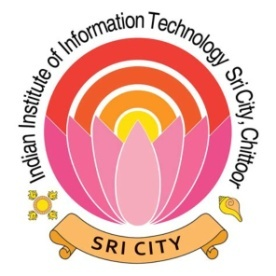 Indian Institute of Information Technology Sri City, Chittoor
SRI CITY